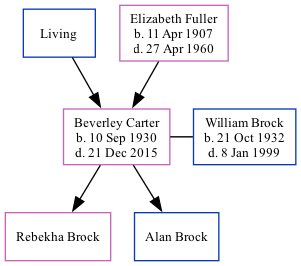 Living
Elizabeth Fuller
b. 11 Apr 1907
d. 27 Apr 1960
Beverley Carter
b. 10 Sep 1930
d. 21 Dec 2015
William Brock
b. 21 Oct 1932
d. 8 Jan 1999
Rebekha Brock
Alan Brock